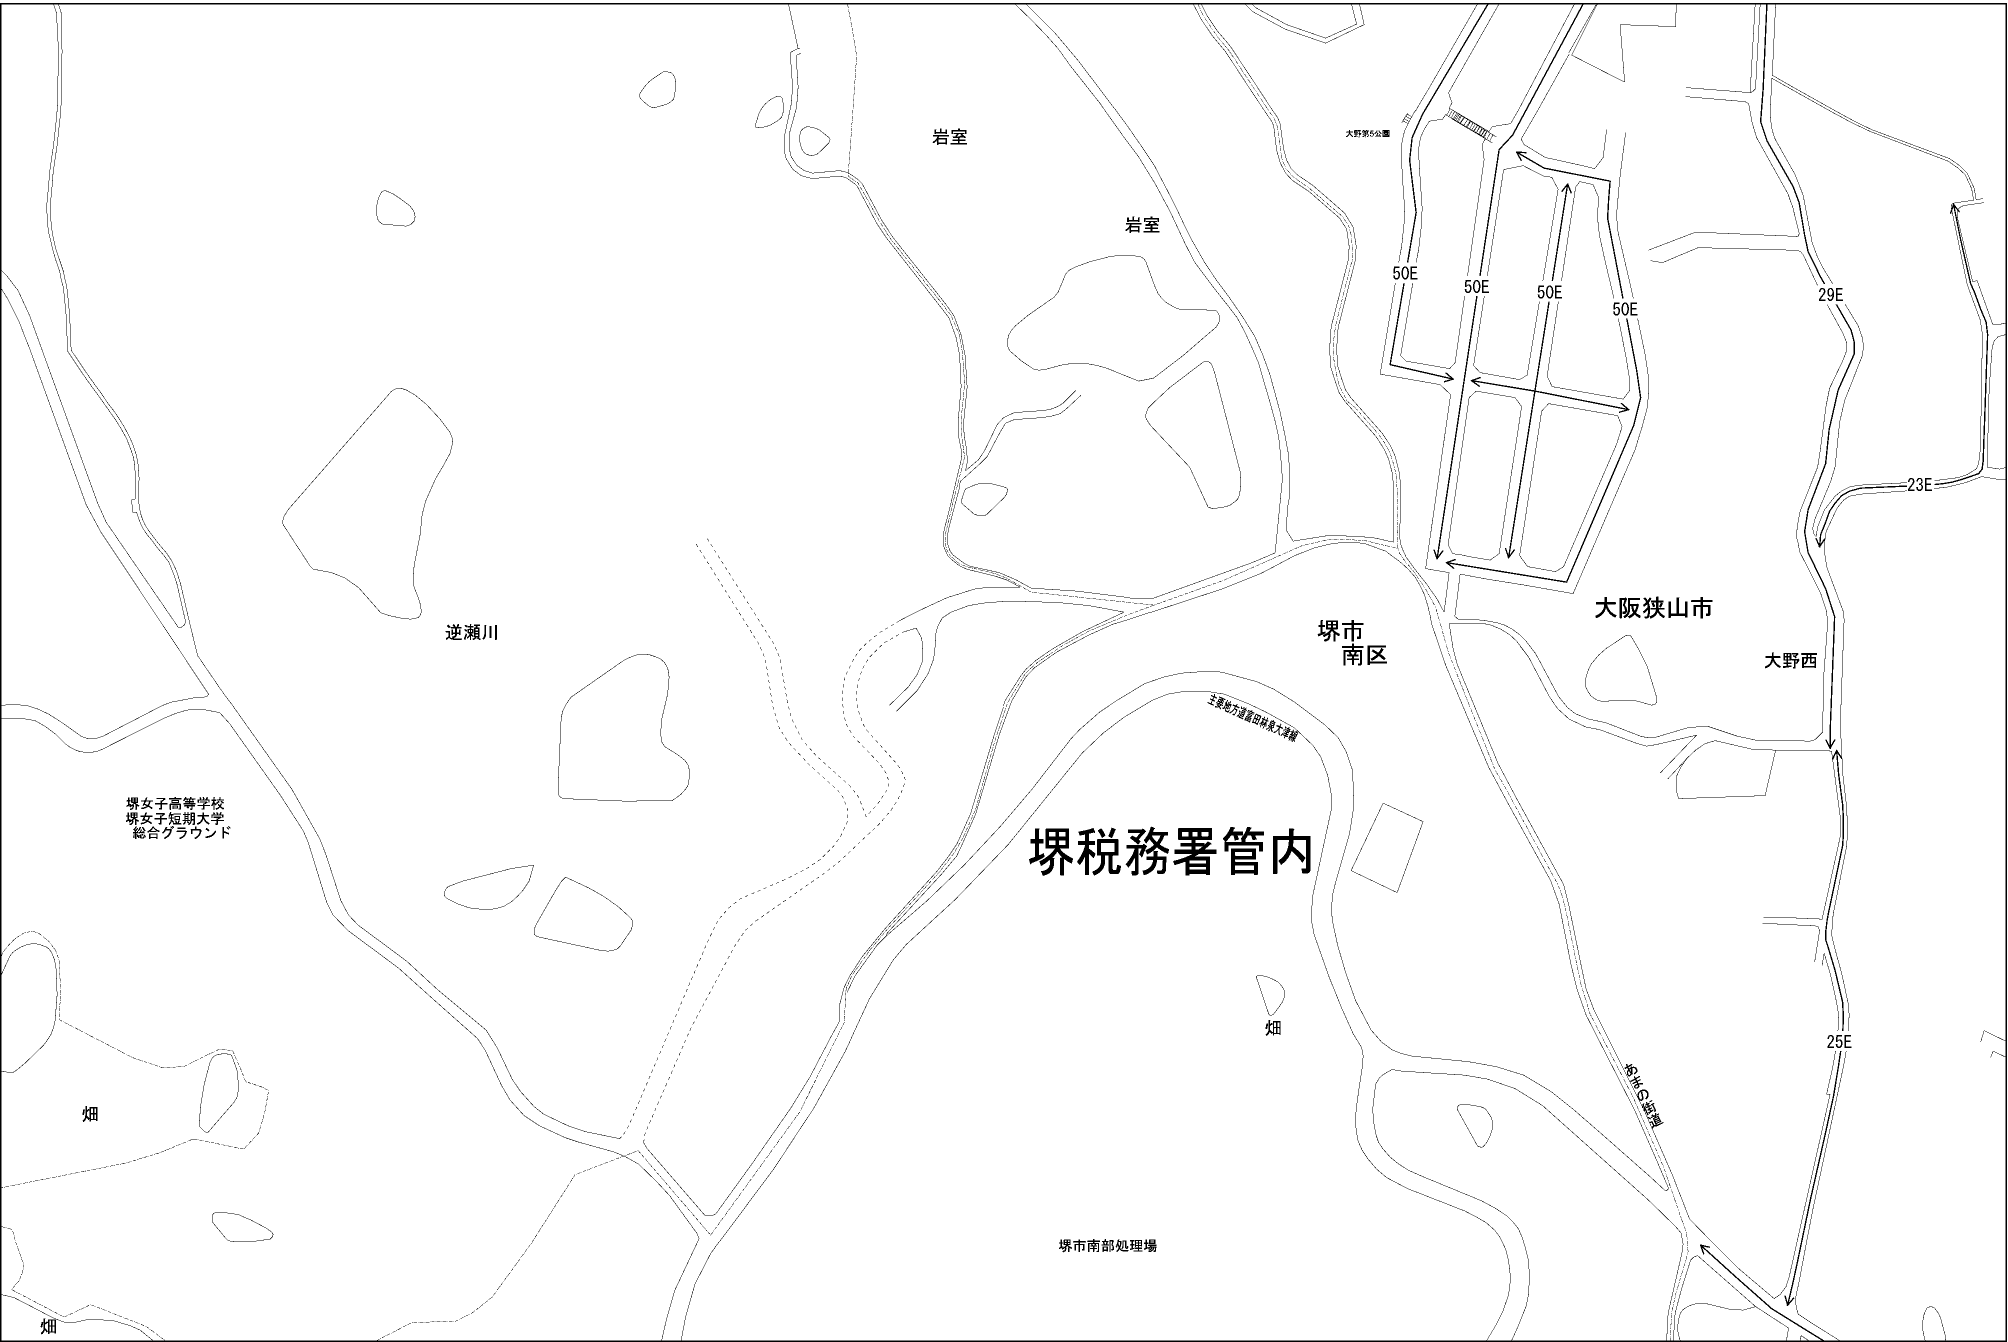 大野第5公園
岩室
岩室
50E
50E
50E
50E
29E
23E
大阪狭山市
堺市
南区
逆瀬川
大野西
主要地方道富田林泉大津線
堺女子高等学校
堺女子短期大学
総合グラウンド
堺税務署管内
畑
25E
あまの街道
畑
堺市南部処理場
畑